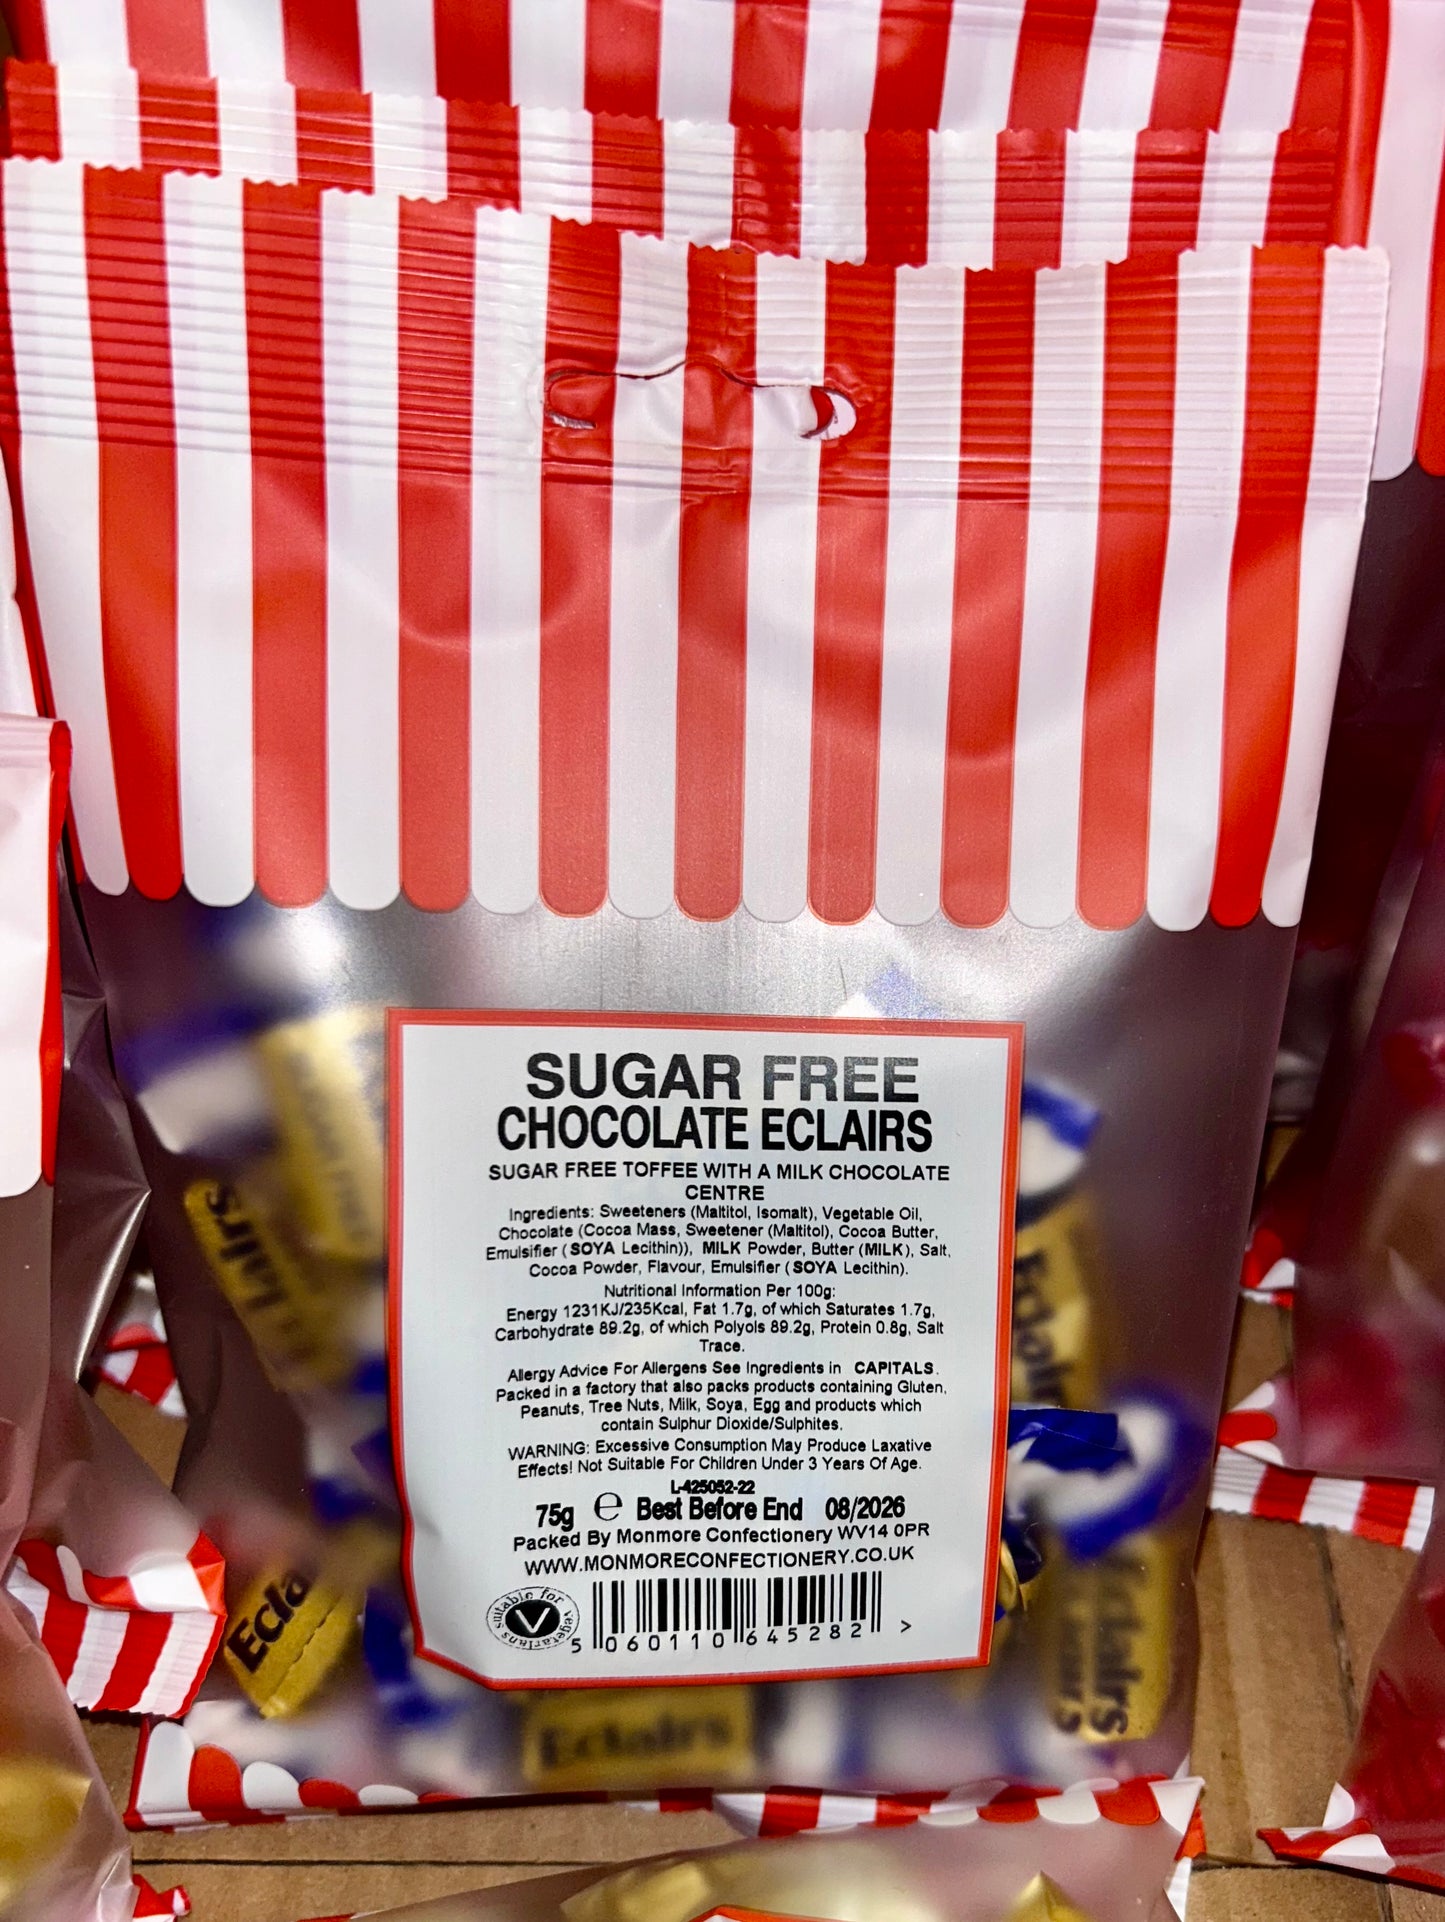 SUGAR FREE
CHOCOLATE ECLAIRS
SUGAR FREE TOFFEE WITH A MILK CHOCOLATE
CENTRE
Ingredients: Sweeteners (Maltitol, Isomalt), Vegetable Oil,
Chocolate (Cocoa Mass, Sweetener (Maltitol), Cocoa Butter,
Emulsifier (SOYA Lecithin)), MILK Powder, Butter (MILK), Salt,
Cocoa Powder, Flavour, Emulsifier (SOYA Lecithin).
Nutritional Information Per 100g:
Energy 1231KJ/235Kcal, Fat 1.7g, of which Saturates 1.7g,
Carbohydrate 89.2g, of which Polyols 89.2g, Protein 0.8g, Salt
Trace.
Allergy Advice For Allergens See Ingredients in CAPITALS.
Packed in a factory that also packs products containing Gluten,
Peanuts, Tree Nuts, Milk, Soya, Egg and products which
contain Sulphur Dioxide/Sulphites.
WARNING: Excessive Consumption May Produce Laxative
Effects! Not Suitable For Children Under 3 Years Of Age.
L-425052-22
75g e Best Before End 08/2026
Packed By Monmore Confectionery WV14 0PR
WWW.MONMORECONFECTIONERY.CO.UK
suitable for vegetarians
V
5 060110 645282 >
Eclairs
Eclairs
Eclairs